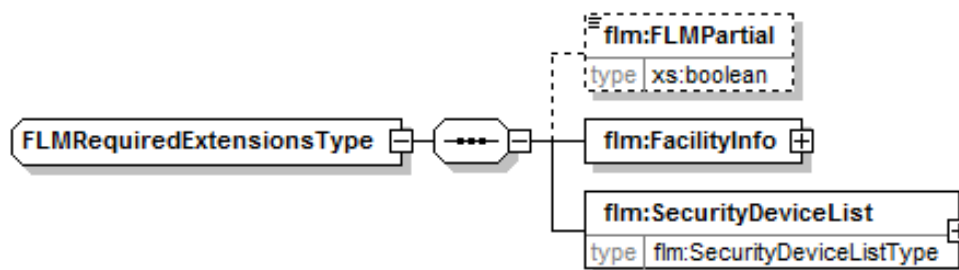 flm:FLMPartial
type xs:boolean
FLMRequiredExtensionsType
flm:FacilityInfo
flm:SecurityDeviceList
type flm:SecurityDeviceListType